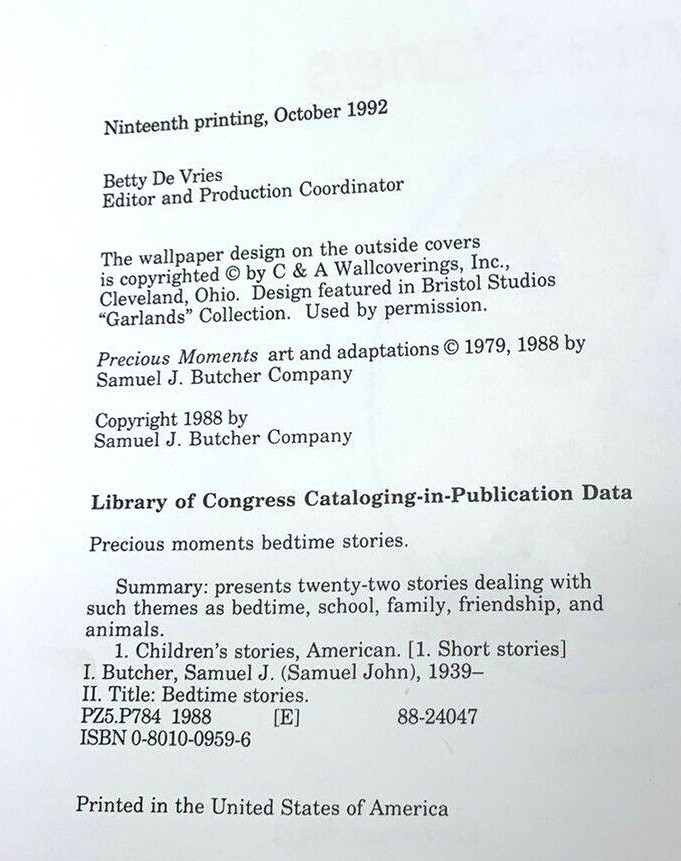 Ninteenth printing, October 1992
Betty De Vries
Editor and Production Coordinator
The wallpaper design on the outside covers
is copyrighted © by C & A Wallcoverings, Inc.,
Cleveland, Ohio. Design featured in Bristol Studios
“Garlands” Collection. Used by permission.
Precious Moments art and adaptations © 1979, 1988 by
Samuel J. Butcher Company
Copyright 1988 by
Samuel J. Butcher Company
Library of Congress Cataloging-in-Publication Data
Precious moments bedtime stories.
Summary: presents twenty-two stories dealing with
such themes as bedtime, school, family, friendship, and
animals.
1. Children’s stories, American. [1. Short stories]
I. Butcher, Samuel J. (Samuel John), 1939–
II. Title: Bedtime stories.
PZ5.P784 1988 [E] 88-24047
ISBN 0-8010-0959-6
Printed in the United States of America